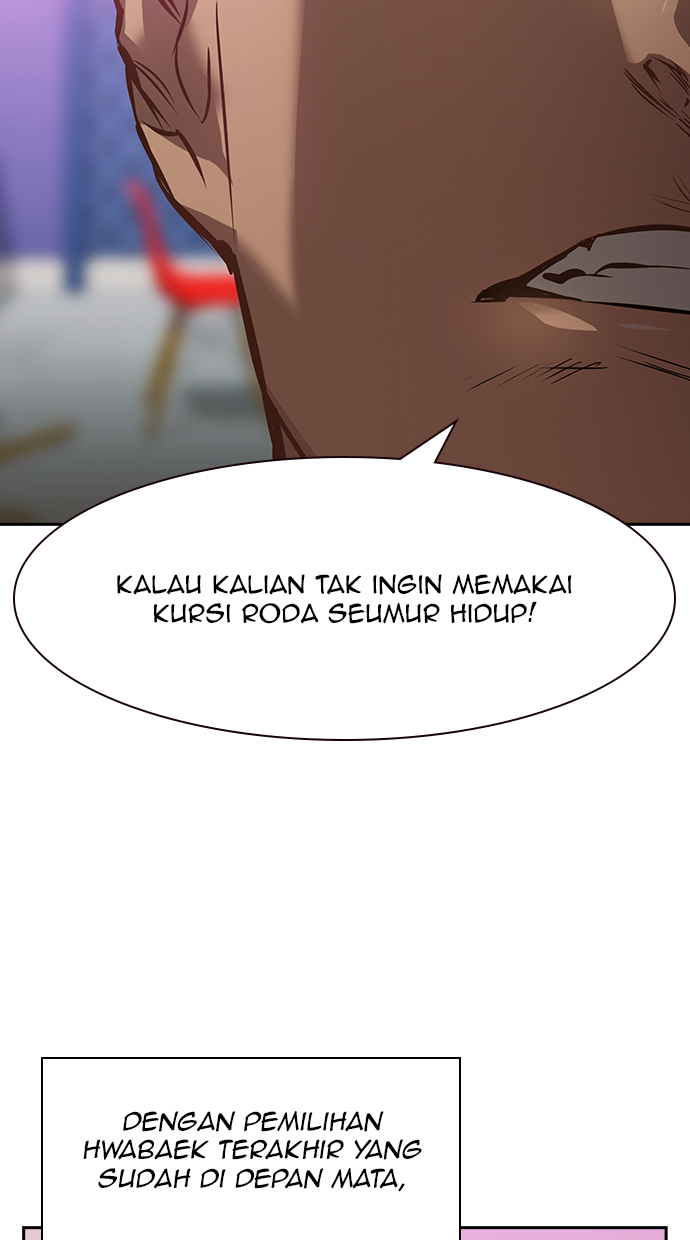 KALAU KALIAN TAK INGIN MEMAKAI
KURSI RODA SEUMUR HIDUP!
DENGAN PEMILIHAN
HWABAEK TERAKHIR YANG
SUDAH DI DEPAN MATA,